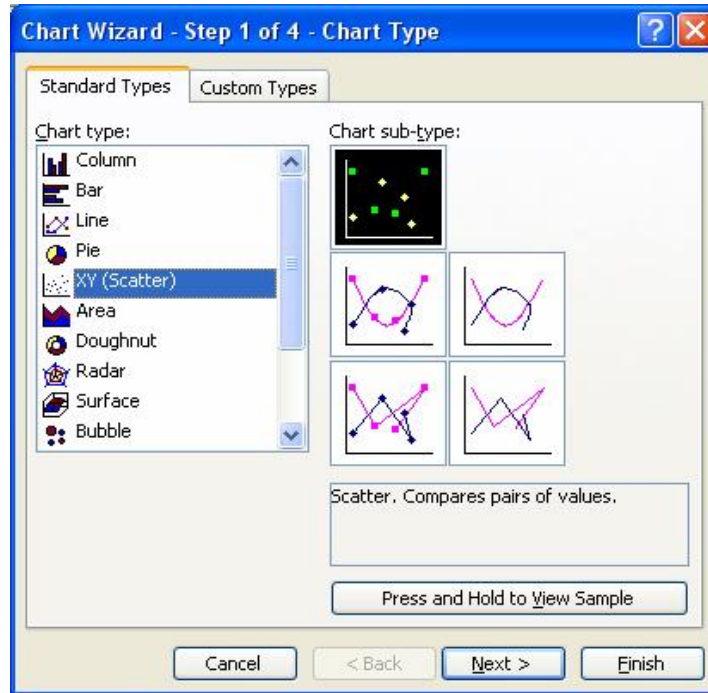 Chart Wizard - Step 1 of 4 - Chart Type
Standard Types
Custom Types
Chart type:
Column
Bar
Line
Pie
XY (Scatter)
Area
Doughnut
Radar
Surface
Bubble
Chart sub-type:
Scatter. Compares pairs of values.
Press and Hold to View Sample
Cancel
< Back
Next >
Finish